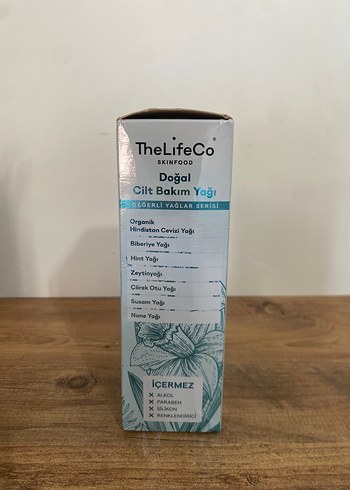 TheLifeCo
SKINFOOD
Doğal
Cilt Bakım Yağı
DEĞERLİ YAĞLAR SERİSİ
Organik
Hindistan Cevizi Yağı
Biberiye Yağı
Hint Yağı
Zeytinyağı
Çörek Otu Yağı
Susam Yağı
Nane Yağı
İÇERMEZ
× ALKOL
× PARABEN
× SİLİKON
× RENKLENDİRİCİ